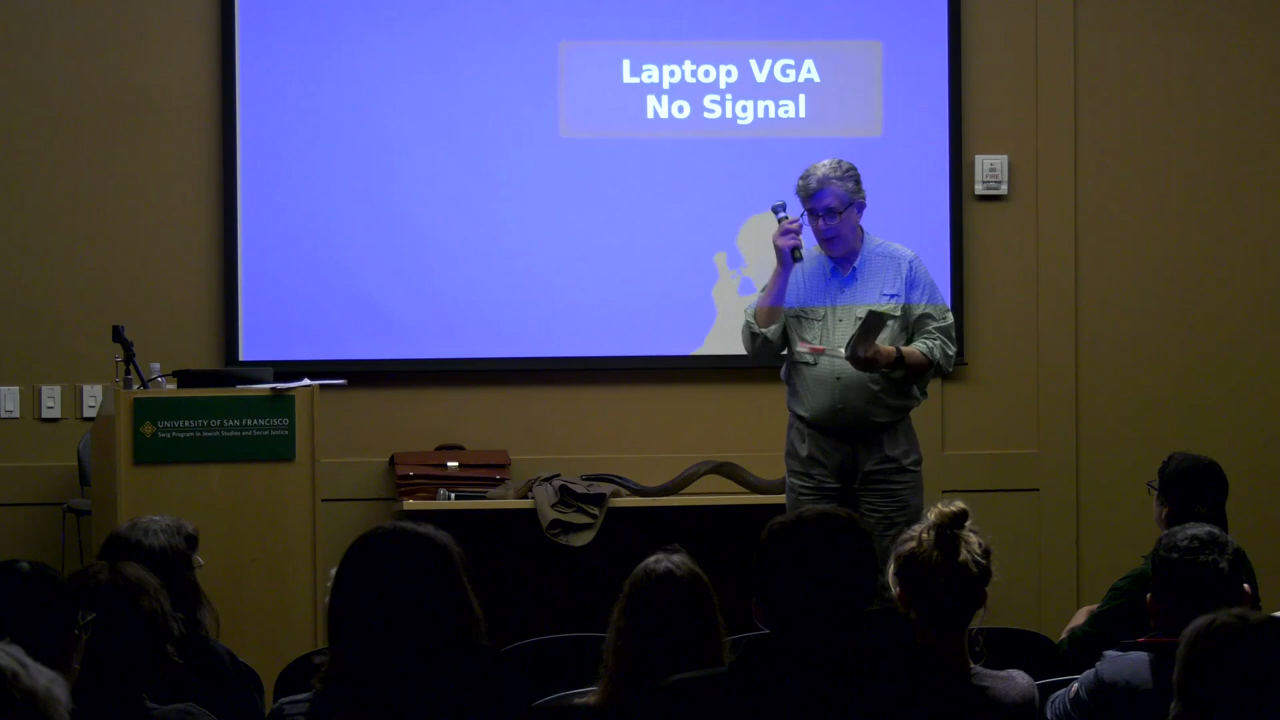 Laptop VGA
No Signal
FIRE
UNIVERSITY OF SAN FRANCISCO
Swig Program in Jewish Studies and Social Justice